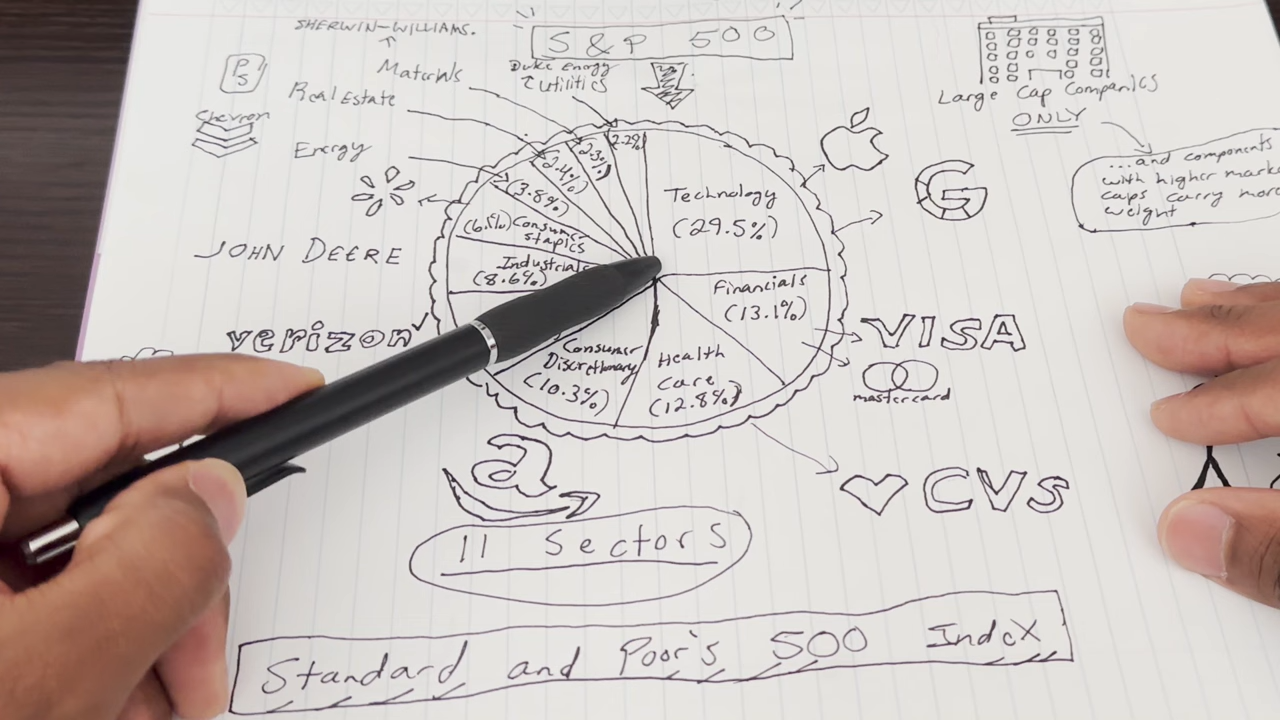 SHERWIN-WILLIAMS.
S & P 500
Materials
Duke Energy
Utilities
PS
Real Estate
Large Cap Companies
ONLY
Chevron
Energy
2.2%
2.3%
2.4%
(3.8%)
Technology
(29.5%)
G
...and components
with higher marke
caps carry more
weight
Consumer
Staples
JOHN DEERE
Industrials
(8.6%)
Financials
(13.1%)
verizon
VISA
Consumer
Discretionary
(10.3%)
Health
Care
(12.8%)
mastercard
a
CVS
11 Sectors
Standard and Poor's 500 Index